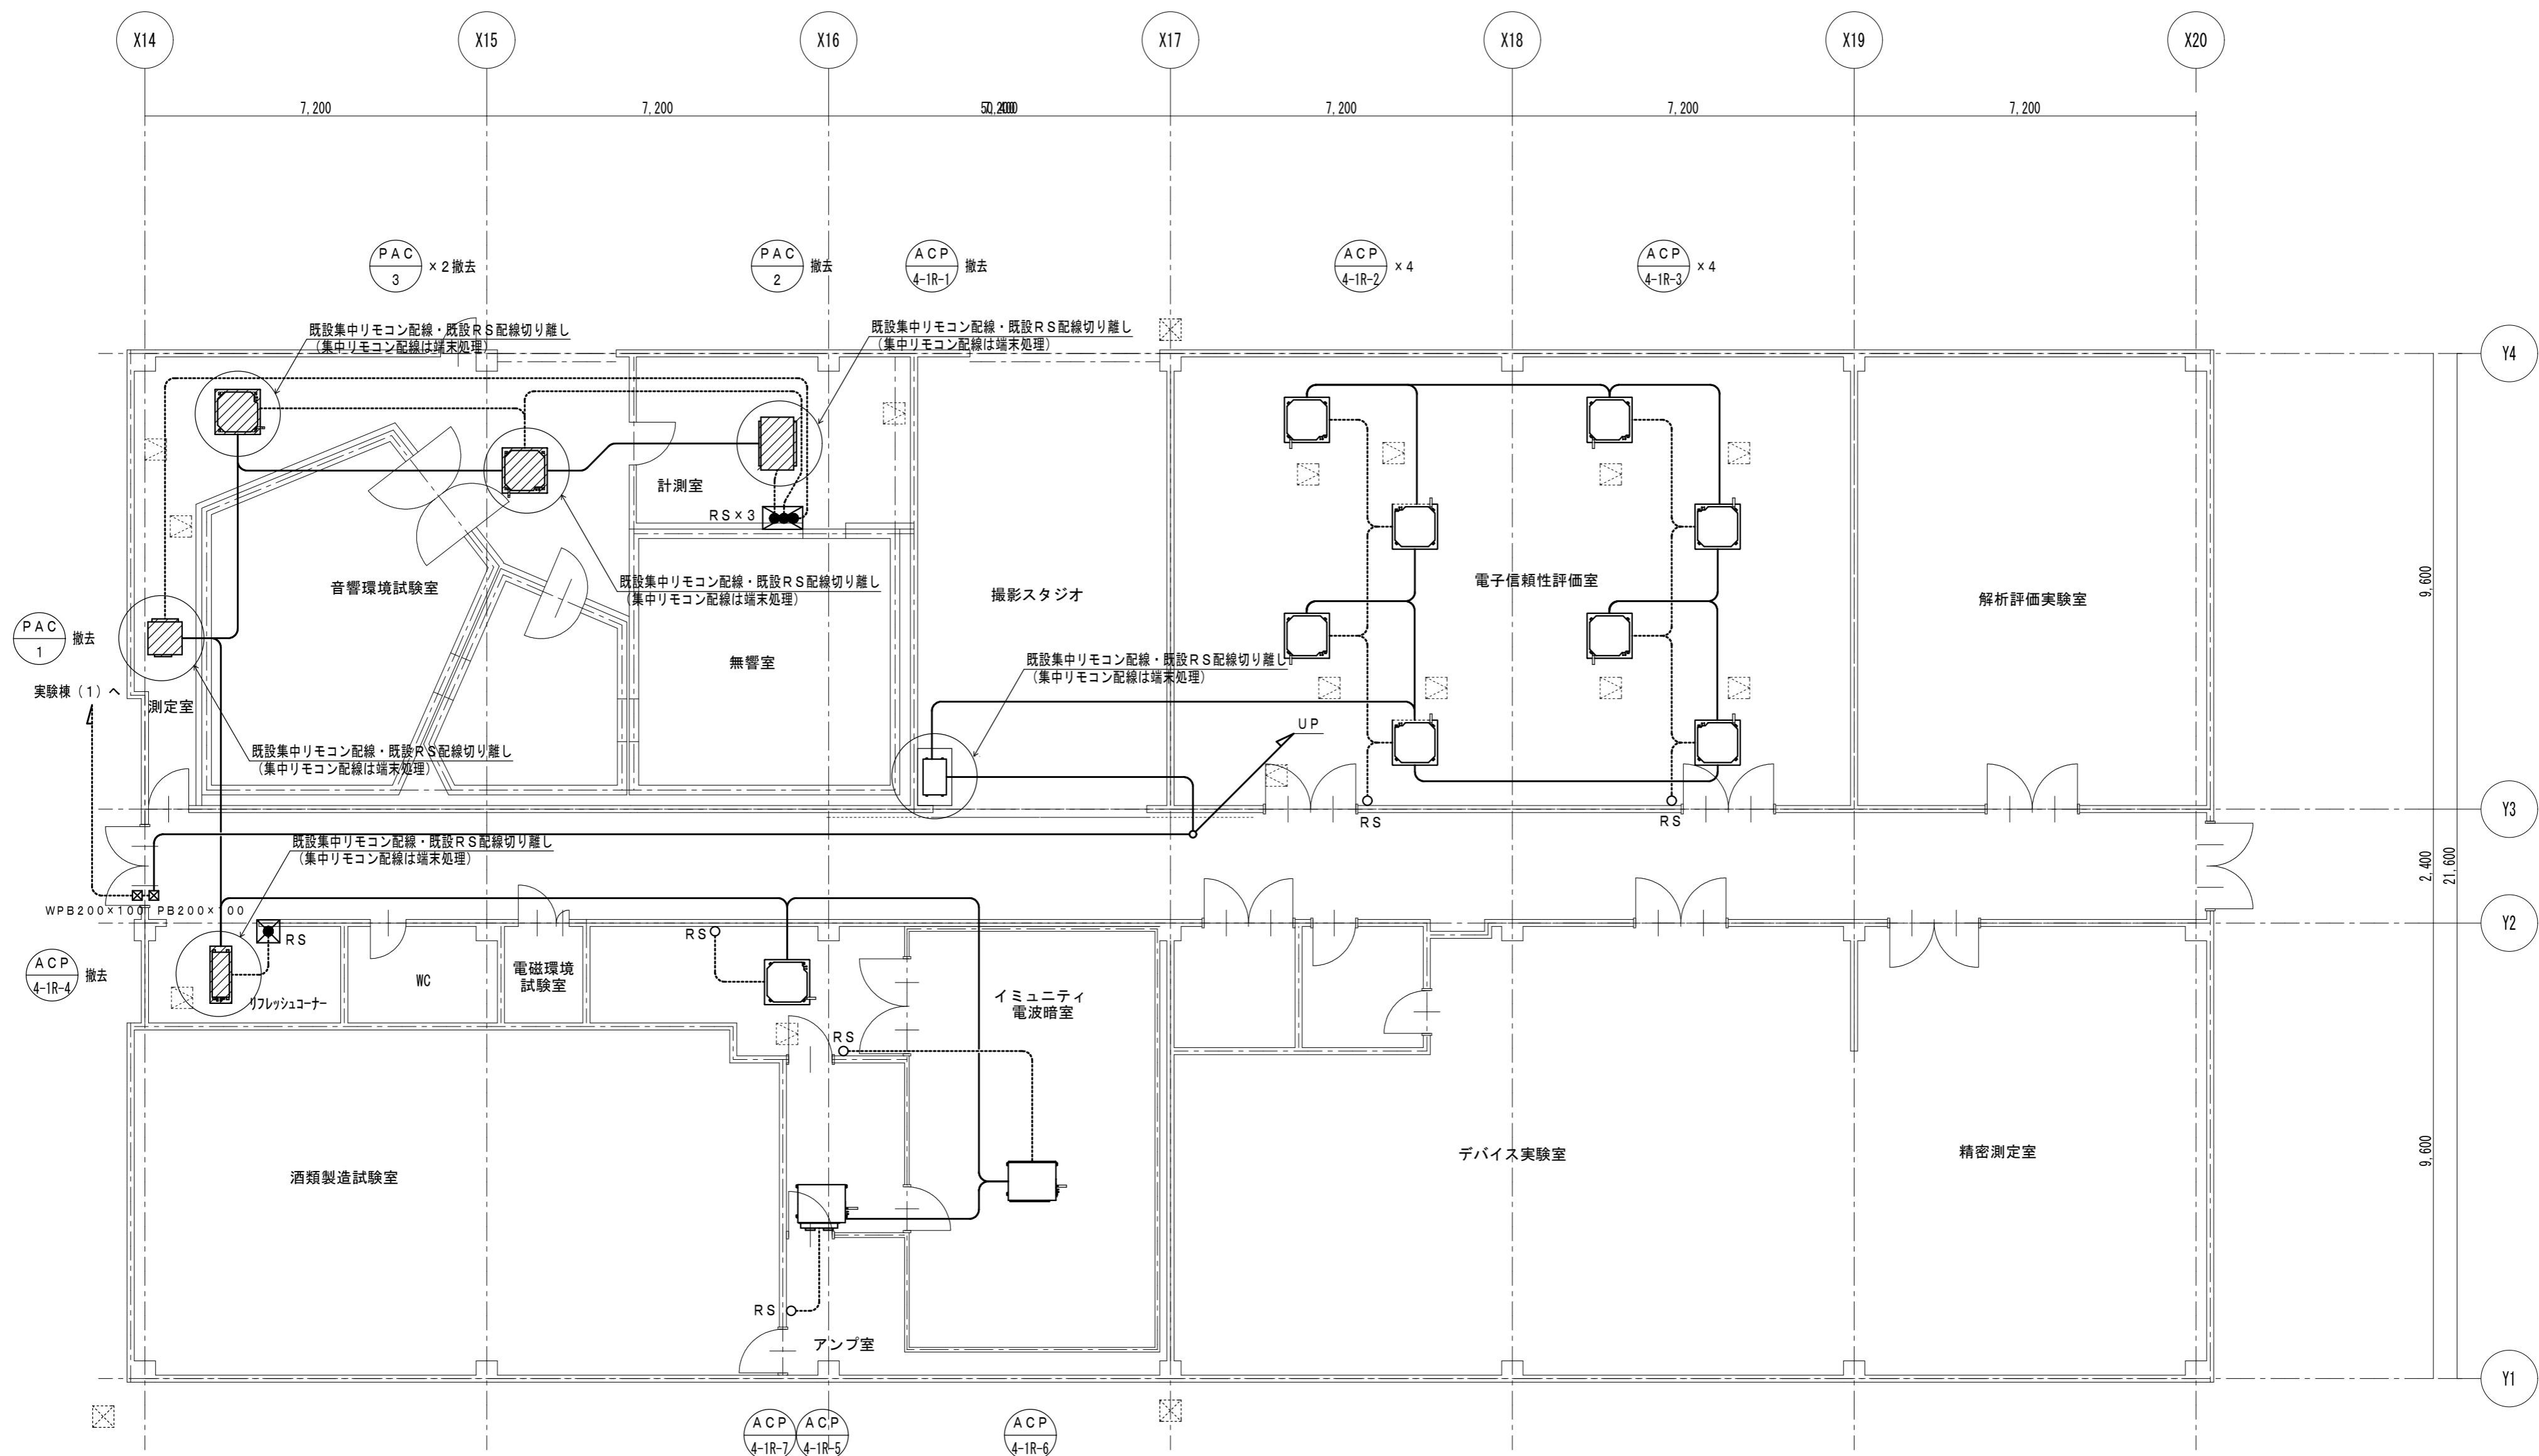 X14
X15
X16
X17
X18
X19
X20
7,200
7,200
7,200
7,200
7,200
PAC
3
×2撤去
PAC
2
撤去
ACP
4-1R-1
撤去
ACP
4-1R-2
×4
ACP
4-1R-3
×4
既設集中リモコン配線・既設RS配線切り離し
(集中リモコン配線は端末処理)
既設集中リモコン配線・既設RS配線切り離し
(集中リモコン配線は端末処理)
Y4
計測室
RS×3
音響環境試験室
既設集中リモコン配線・既設RS配線切り離し
(集中リモコン配線は端末処理)
撮影スタジオ
電子信頼性評価室
解析評価実験室
9,600
PAC
1
撤去
無響室
既設集中リモコン配線・既設RS配線切り離し
(集中リモコン配線は端末処理)
実験棟(1)へ
測定室
UP
既設集中リモコン配線・既設RS配線切り離し
(集中リモコン配線は端末処理)
RS
RS
Y3
既設集中リモコン配線・既設RS配線切り離し
(集中リモコン配線は端末処理)
2,400
21,600
WPB200×100
PB200×100
RS
RS
Y2
ACP
4-1R-4
撤去
リフレッシュコーナー
WC
電磁環境
試験室
イミュニティ
電波暗室
RS
酒類製造試験室
デバイス実験室
精密測定室
9,600
RS
アンプ室
Y1
ACP
4-1R-7
ACP
4-1R-5
ACP
4-1R-6